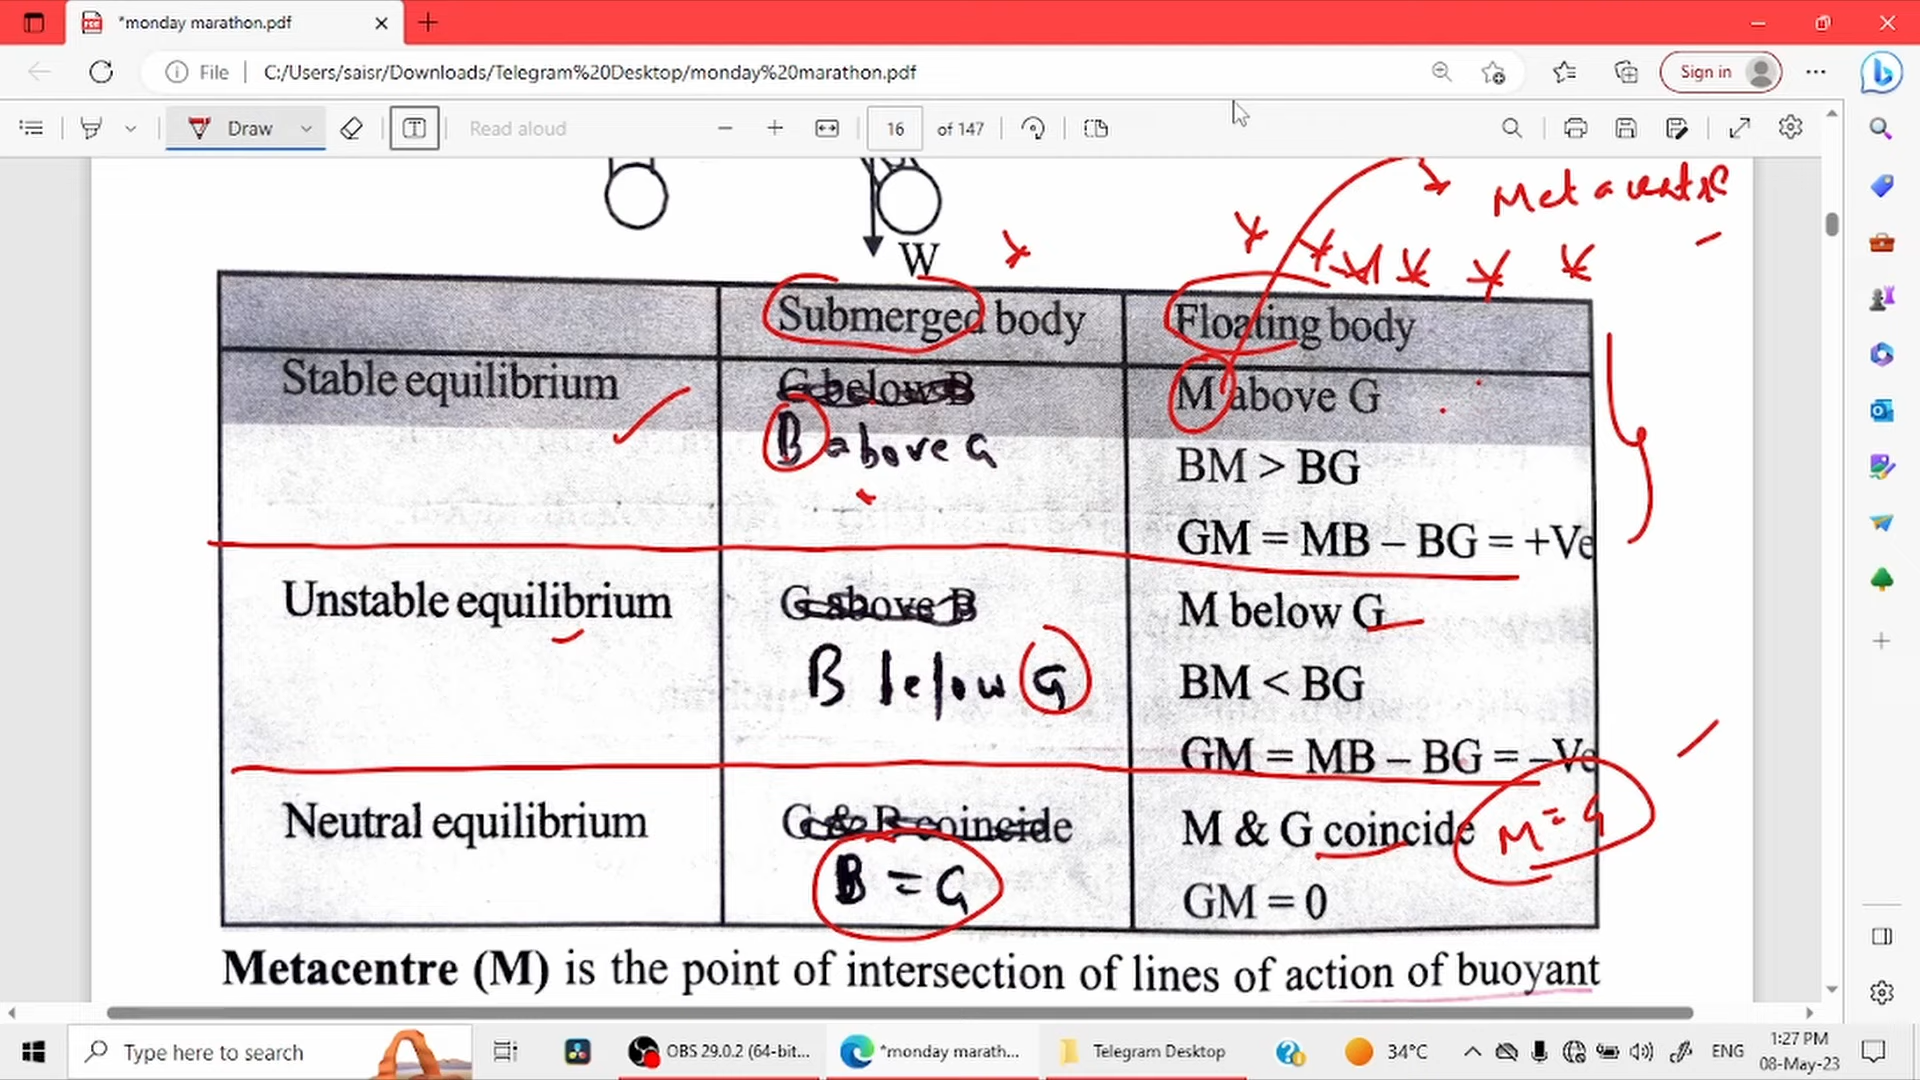 *monday marathon.pdf
File
C:/Users/saisr/Downloads/Telegram%20Desktop/monday%20marathon.pdf
Sign in
Draw
Read aloud
16 of 147
W
Submerged body
Floating body
Stable equilibrium
G below B
M above G
B above G
BM > BG
GM = MB – BG = +Ve
Unstable equilibrium
G above B
M below G
B below G
BM < BG
GM = MB – BG = –Ve
Neutral equilibrium
G & B coincide
M & G coincide
M = G
B = G
GM = 0
Metacentre (M) is the point of intersection of lines of action of buoyant
Type here to search
OBS 29.0.2 (64-bit...
*monday marath...
Telegram Desktop
34°C
ENG
1:27 PM
08-May-23